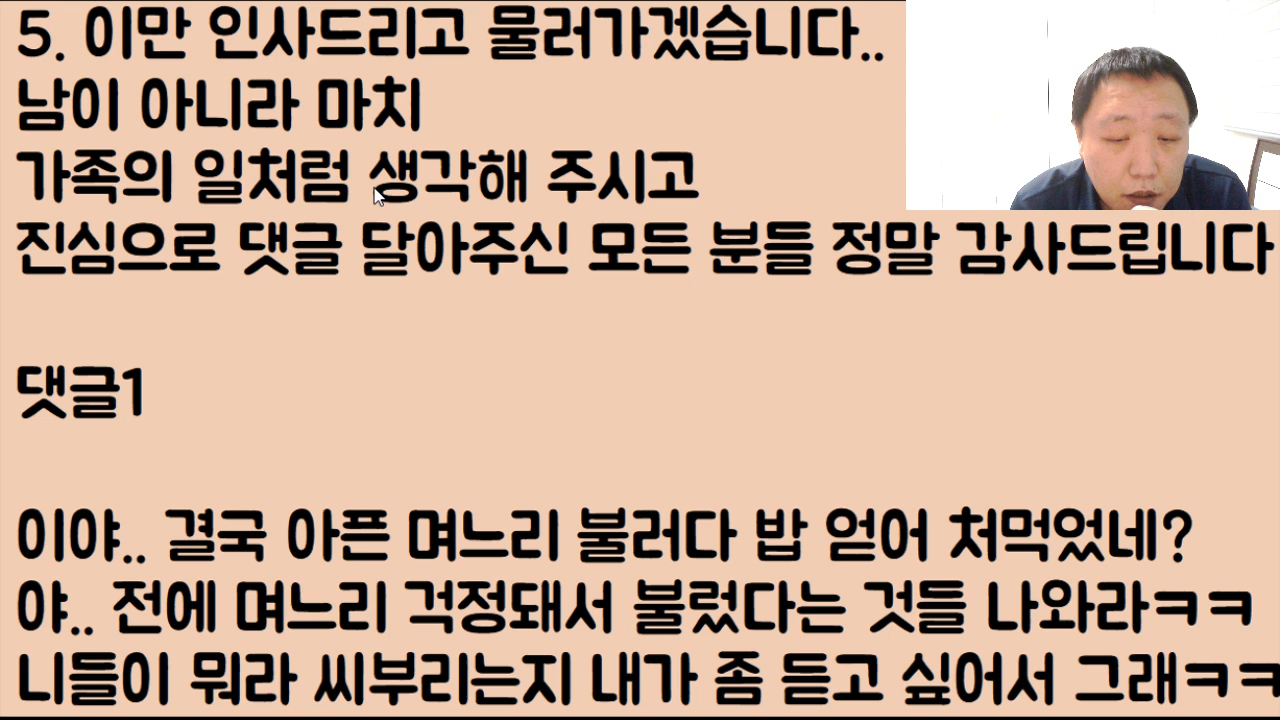 5. 이만 인사드리고 물러가겠습니다..
남이 아니라 마치
가족의 일처럼 생각해 주시고
진심으로 댓글 달아주신 모든 분들 정말 감사드립니다
댓글1
이야.. 결국 아픈 며느리 불러다 밥 얻어 처먹었네?
야.. 전에 며느리 걱정돼서 불렀다는 것들 나와라ㅋㅋ
니들이 뭐라 씨부리는지 내가 좀 듣고 싶어서 그래ㅋㅋ